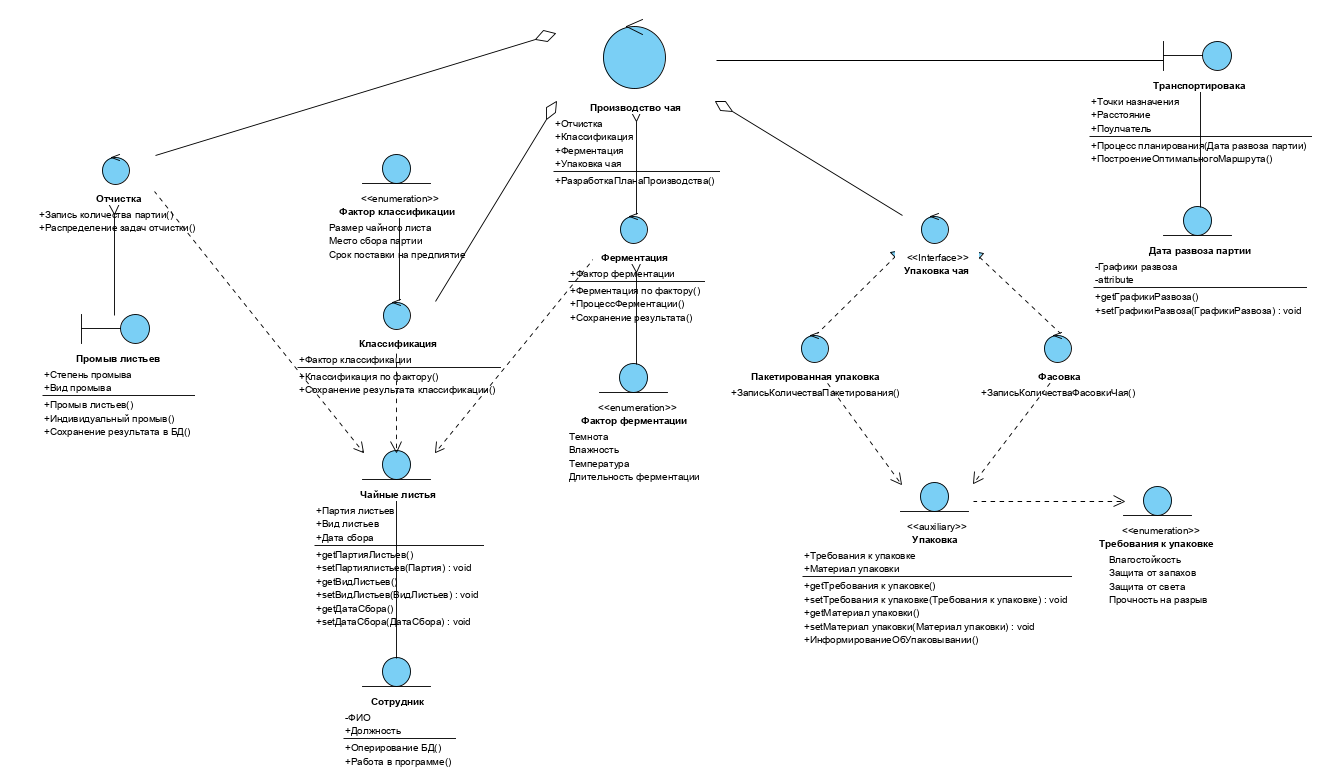 Производство чая
+Отчистка
+Классификация
+Ферментация
+Упаковка чая
+РазработкаПланаПроизводства()
Транспортировака
+Точки назначения
+Расстояние
+Поулчатель
+Процесс планирования(Дата развоза партии)
+ПостроениеОптимальногоМаршрута()
Отчистка
+Запись количества партии()
+Распределение задач отчистки()
<<enumeration>>
Фактор классификации
Размер чайного листа
Место сбора партии
Срок поставки на предпиятие
Ферментация
+Фактор ферментации
+Ферментация по фактору()
+ПроцессФерментации()
+Сохранение результата()
<<Interface>>
Упаковка чая
Дата развоза партии
-Графики развоза
-attribute
+getГрафикиРазвоза()
+setГрафикиРазвоза(ГрафикиРазвоза) : void
Промыв листьев
+Степень промыва
+Вид промыва
+Промыв листьев()
+Индивидуальный промыв()
+Сохранение результата в БД()
Классификация
+Фактор классификации
+Классификация по фактору()
+Сохранение результата классификации()
<<enumeration>>
Фактор ферментации
Темнота
Влажность
Температура
Длительность ферментации
Пакетированная упаковка
+ЗаписьКоличестваПакетирования()
Фасовка
+ЗаписьКоличестваФасовкиЧая()
Чайные листья
+Партия листьев
+Вид листьев
+Дата сбора
+getПартияЛистьев()
+setПартиялистьев(Партия) : void
+getВидЛистьев()
+setВидЛистьев(ВидЛистьев) : void
+getДатаСбора()
+setДатаСбора(ДатаСбора) : void
<<auxiliary>>
Упаковка
+Требования к упаковке
+Материал упаковки
+getТребования к упаковке()
+setТребования к упаковке(Требования к упаковке) : void
+getМатериал упаковки()
+setМатериал упаковки(Материал упаковки) : void
+ИнформированиеОбУпаковывании()
<<enumeration>>
Требования к упаковке
Влагостойкость
Защита от запахов
Защита от света
Прочность на разрыв
Сотрудник
-ФИО
+Должность
+Оперирование БД()
+Работа в программе()